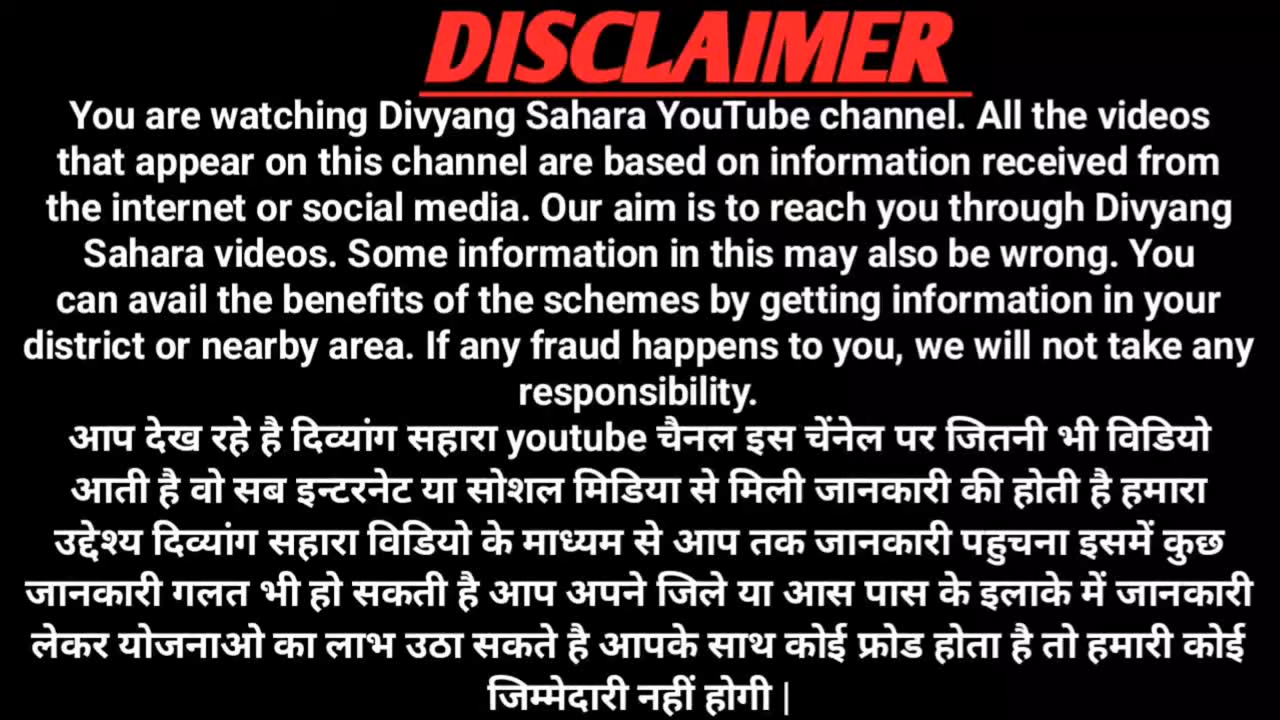 DISCLAIMER
You are watching Divyang Sahara YouTube channel. All the videos
that appear on this channel are based on information received from
the internet or social media. Our aim is to reach you through Divyang
Sahara videos. Some information in this may also be wrong. You
can avail the benefits of the schemes by getting information in your
district or nearby area. If any fraud happens to you, we will not take any
responsibility.
आप देख रहे है दिव्यांग सहारा youtube चैनल इस चेंनेल पर जितनी भी विडियो
आती है वो सब इन्टरनेट या सोशल मिडिया से मिली जानकारी की होती है हमारा
उद्देश्य दिव्यांग सहारा विडियो के माध्यम से आप तक जानकारी पहुचना इसमें कुछ
जानकारी गलत भी हो सकती है आप अपने जिले या आस पास के इलाके में जानकारी
लेकर योजनाओ का लाभ उठा सकते है आपके साथ कोई फ्रोड होता है तो हमारी कोई
जिम्मेदारी नहीं होगी |